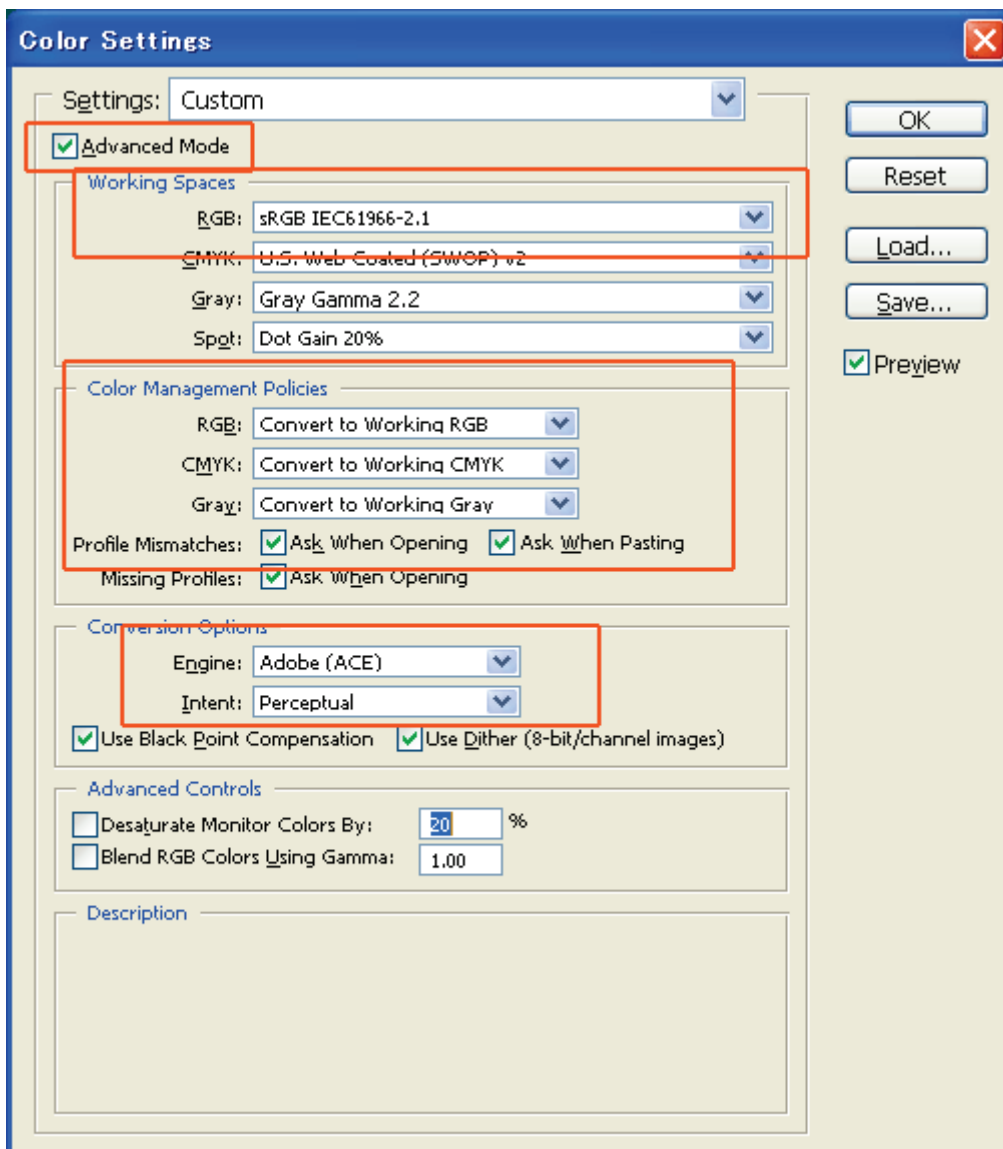 Color Settings
Settings: Custom
Advanced Mode
Working Spaces
RGB: sRGB IEC61966-2.1
CMYK: U.S. Web Coated (SWOP) v2
Gray: Gray Gamma 2.2
Spot: Dot Gain 20%
Color Management Policies
RGB: Convert to Working RGB
CMYK: Convert to Working CMYK
Gray: Convert to Working Gray
Profile Mismatches: Ask When Opening Ask When Pasting
Missing Profiles: Ask When Opening
Conversion Options
Engine: Adobe (ACE)
Intent: Perceptual
Use Black Point Compensation Use Dither (8-bit/channel images)
Advanced Controls
Desaturate Monitor Colors By: 20 %
Blend RGB Colors Using Gamma: 1.00
Description
OK
Reset
Load...
Save...
Preview